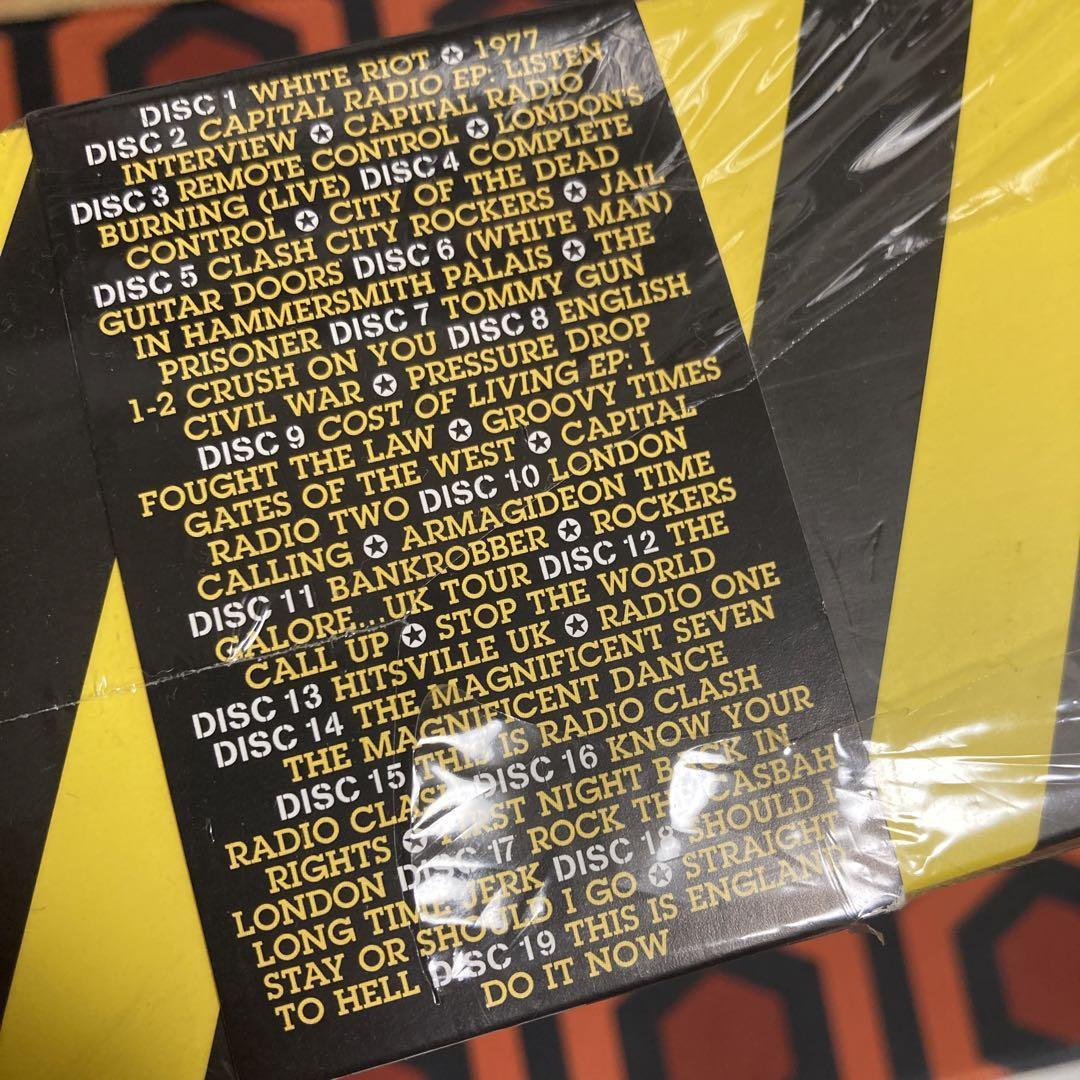 DISC 1 WHITE RIOT ✪ 1977
DISC 2 CAPITAL RADIO EP: LISTEN
INTERVIEW ✪ CAPITAL RADIO
DISC 3 REMOTE CONTROL ✪ LONDON'S
BURNING (LIVE) DISC 4 COMPLETE
CONTROL ✪ CITY OF THE DEAD
DISC 5 CLASH CITY ROCKERS ✪ JAIL
GUITAR DOORS DISC 6 (WHITE MAN)
IN HAMMERSMITH PALAIS ✪ THE
PRISONER DISC 7 TOMMY GUN
1-2 CRUSH ON YOU DISC 8 ENGLISH
CIVIL WAR ✪ PRESSURE DROP
DISC 9 COST OF LIVING EP: I
FOUGHT THE LAW ✪ GROOVY TIMES
GATES OF THE WEST ✪ CAPITAL
RADIO TWO DISC 10 LONDON
CALLING ✪ ARMAGIDEON TIME
DISC 11 BANKROBBER ✪ ROCKERS
GALORE... UK TOUR DISC 12 THE
CALL UP ✪ STOP THE WORLD
DISC 13 HITSVILLE UK ✪ RADIO ONE
DISC 14 THE MAGNIFICENT SEVEN
THE MAGNIFICENT DANCE
DISC 15 THIS IS RADIO CLASH
RADIO CLASH DISC 16 KNOW YOUR
RIGHTS ✪ FIRST NIGHT BACK IN
LONDON DISC 17 ROCK THE CASBAH
LONG TIME JERK DISC 18 SHOULD I
STAY OR SHOULD I GO ✪ STRAIGHT
TO HELL DISC 19 THIS IS ENGLAND
DO IT NOW